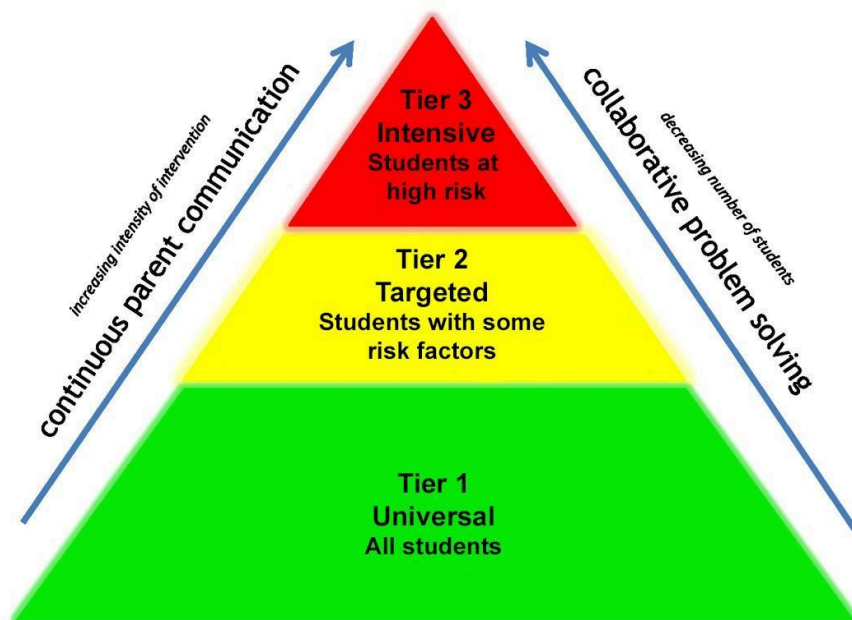 Tier 3
Intensive
Students at
high risk
Tier 2
Targeted
Students with some
risk factors
Tier 1
Universal
All students
increasing intensity of intervention
continuous parent communication
decreasing number of students
collaborative problem solving